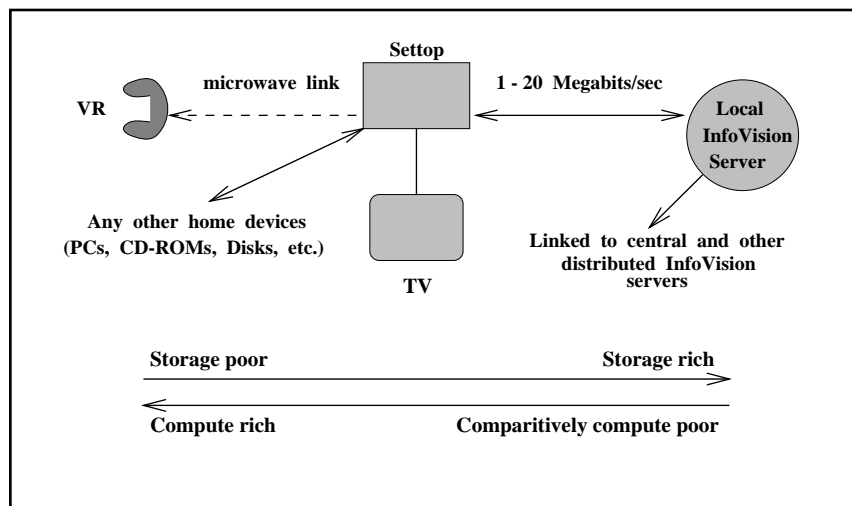 Settop
microwave link
1 - 20 Megabits/sec
VR
Local
InfoVision
Server
Any other home devices
(PCs, CD-ROMs, Disks, etc.)
TV
Linked to central and other
distributed InfoVision
servers
Storage poor
Storage rich
Compute rich
Comparitively compute poor